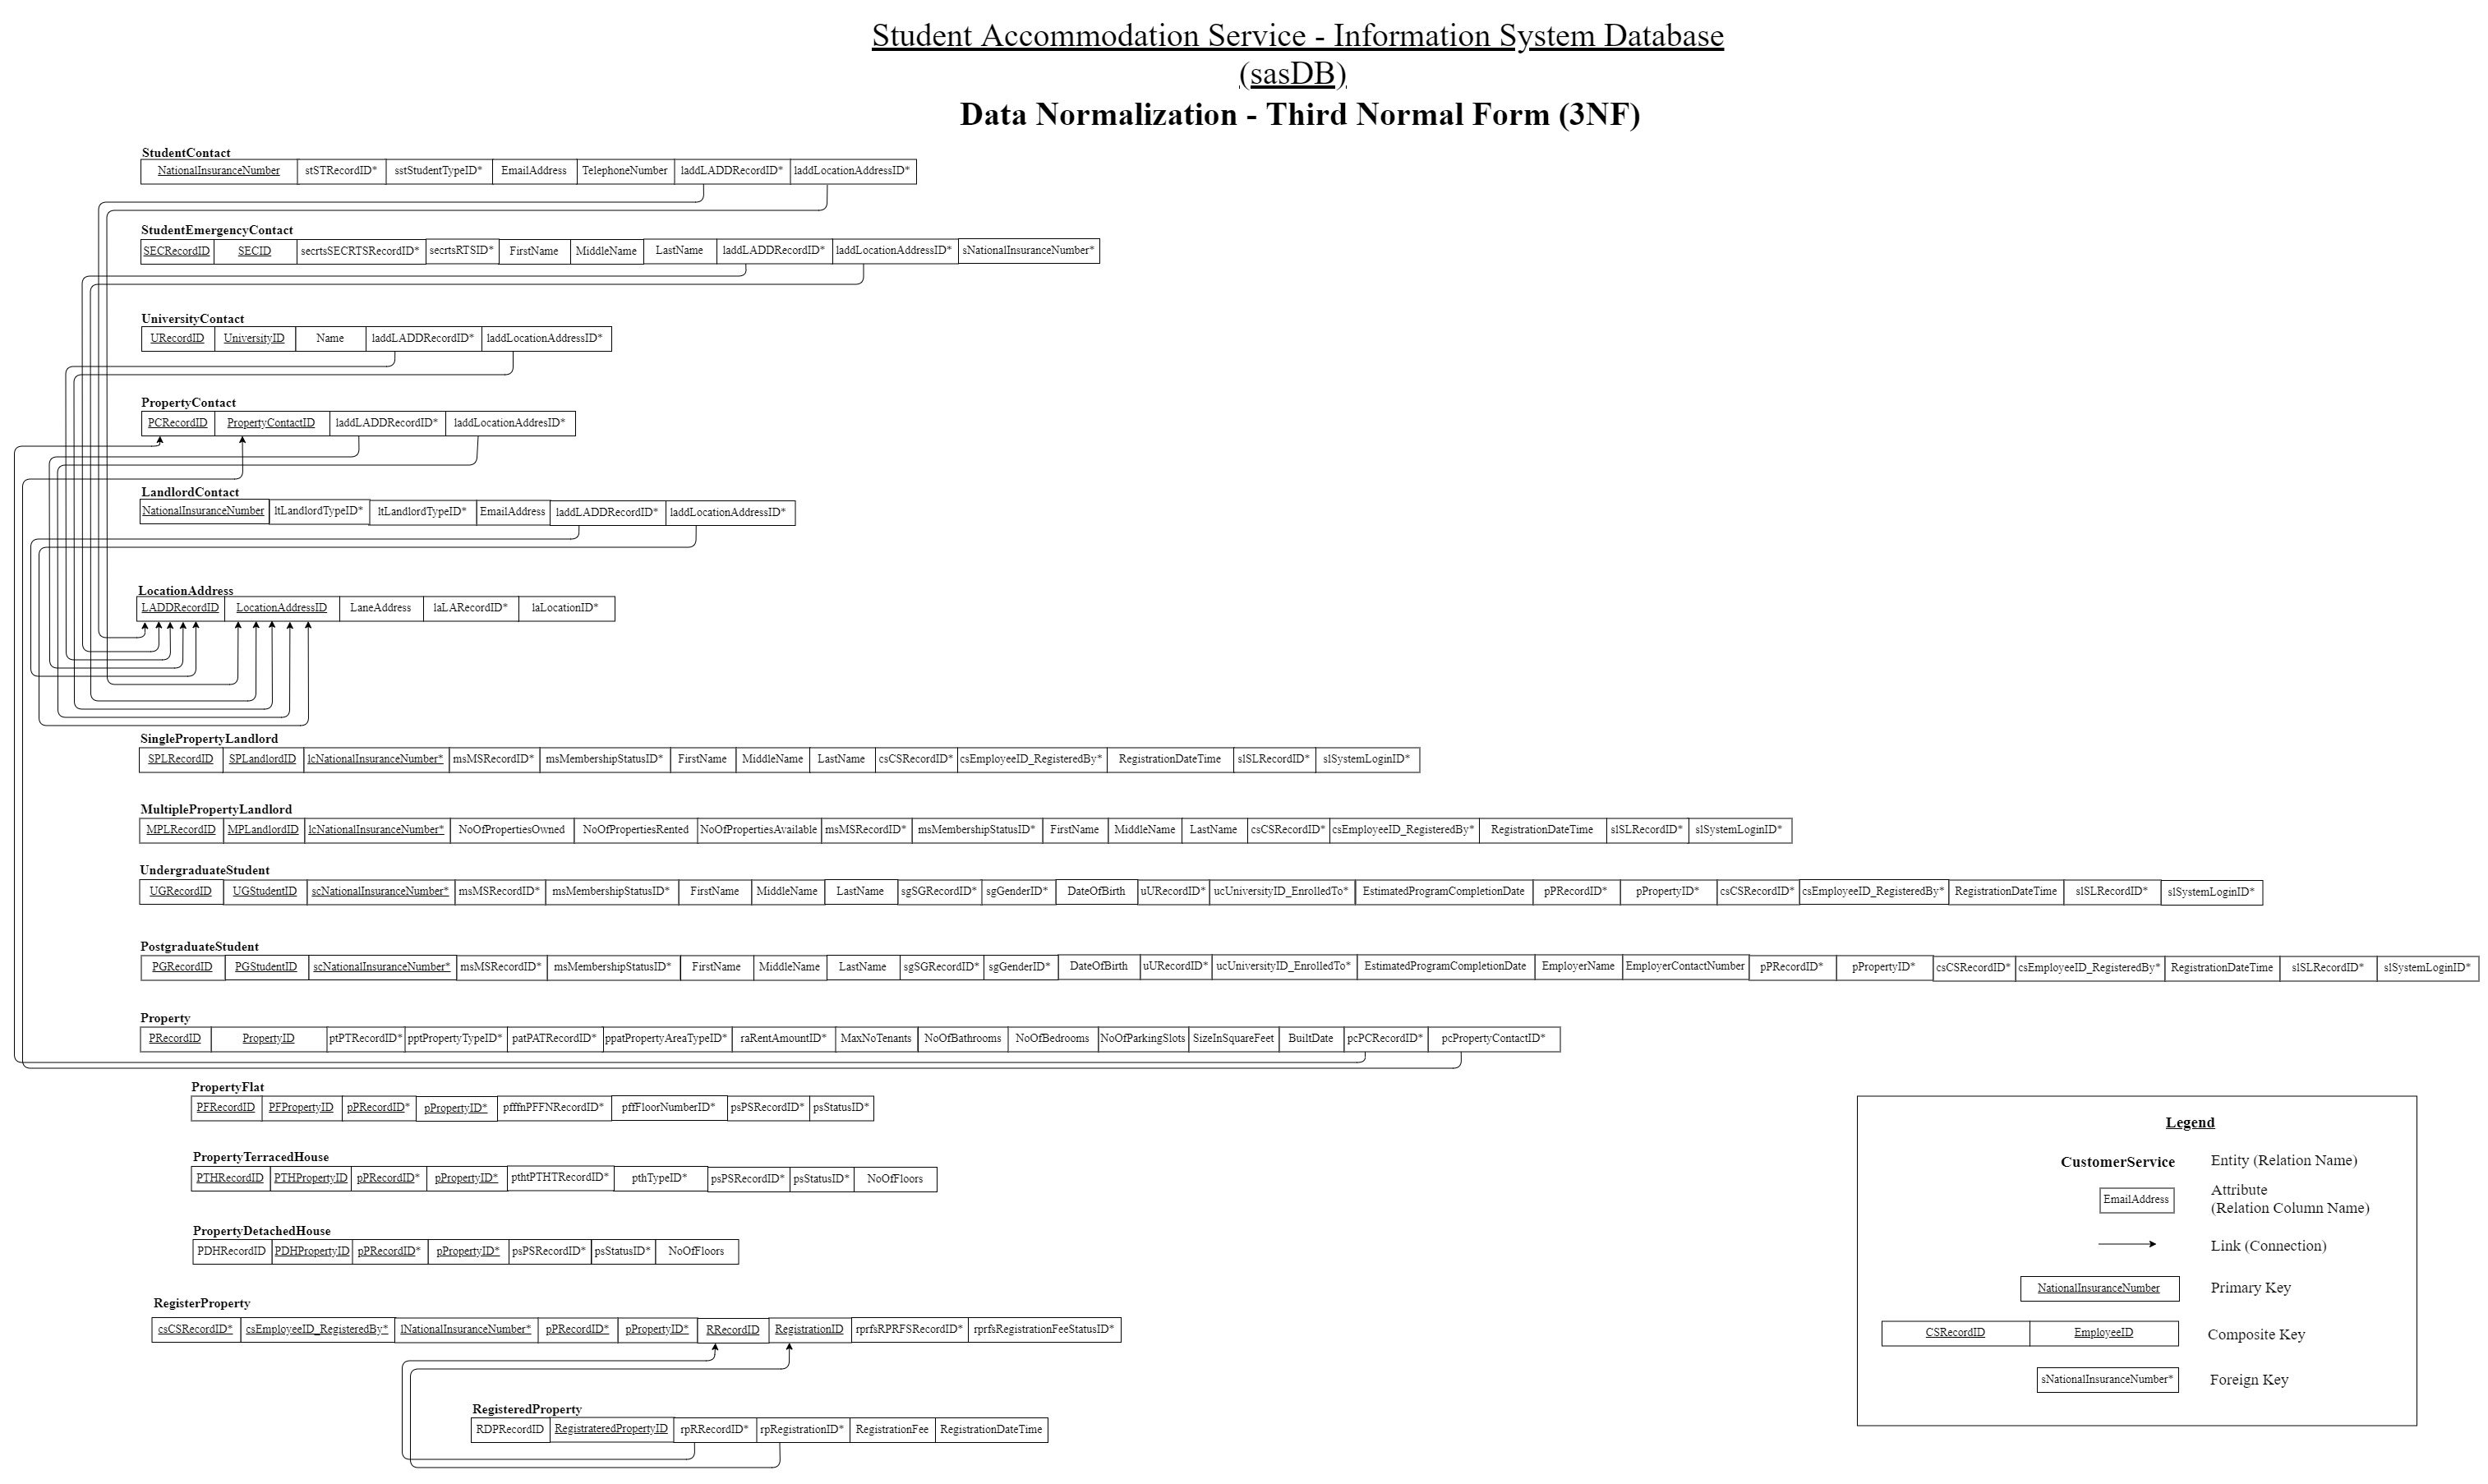 Student Accommodation Service - Information System Database
(sasDB)
Data Normalization - Third Normal Form (3NF)
StudentContact
NationalInsuranceNumber stSTRecordID* sstStudentTypeID* EmailAddress TelephoneNumber laddLADDRecordID* laddLocationAddressID*
StudentEmergencyContact
SECRecordID SECID secrtsSECRTSRecordID* secrtsRTSID* FirstName MiddleName LastName laddLADDRecordID* laddLocationAddressID* sNationalInsuranceNumber*
UniversityContact
URecordID UniversityID Name laddLADDRecordID* laddLocationAddressID*
PropertyContact
PCRecordID PropertyContactID laddLADDRecordID* laddLocationAddresID*
LandlordContact
NationalInsuranceNumber ltLandlordTypeID* ltLandlordTypeID* EmailAddress laddLADDRecordID* laddLocationAddressID*
LocationAddress
LADDRecordID LocationAddressID LaneAddress laLARecordID* laLocationID*
SinglePropertyLandlord
SPLRecordID SPLandlordID lcNationalInsuranceNumber* msMSRecordID* msMembershipStatusID* FirstName MiddleName LastName csCSRecordID* csEmployeeID_RegisteredBy* RegistrationDateTime slSLRecordID* slSystemLoginID*
MultiplePropertyLandlord
MPLRecordID MPLandlordID lcNationalInsuranceNumber* NoOfPropertiesOwned NoOfPropertiesRented NoOfPropertiesAvailable msMSRecordID* msMembershipStatusID* FirstName MiddleName LastName csCSRecordID* csEmployeeID_RegisteredBy* RegistrationDateTime slSLRecordID* slSystemLoginID*
UndergraduateStudent
UGRecordID UGStudentID scNationalInsuranceNumber* msMSRecordID* msMembershipStatusID* FirstName MiddleName LastName sgSGRecordID* sgGenderID* DateOfBirth uURecordID* ucUniversityID_EnrolledTo* EstimatedProgramCompletionDate pPRecordID* pPropertyID* csCSRecordID* csEmployeeID_RegisteredBy* RegistrationDateTime slSLRecordID* slSystemLoginID*
PostgraduateStudent
PGRecordID PGStudentID scNationalInsuranceNumber* msMSRecordID* msMembershipStatusID* FirstName MiddleName LastName sgSGRecordID* sgGenderID* DateOfBirth uURecordID* ucUniversityID_EnrolledTo* EstimatedProgramCompletionDate EmployerName EmployerContactNumber pPRecordID* pPropertyID* csCSRecordID* csEmployeeID_RegisteredBy* RegistrationDateTime slSLRecordID* slSystemLoginID*
Property
PRecordID PropertyID ptPTRecordID* pptPropertyTypeID* patPATRecordID* ppatPropertyAreaTypeID* raRentAmountID* MaxNoTenants NoOfBathrooms NoOfBedrooms NoOfParkingSlots SizeInSquareFeet BuiltDate pcPCRecordID* pcPropertyContactID*
PropertyFlat
PFRecordID PFPropertyID pPRecordID* pPropertyID* pfffnPFFNRecordID* pffFloorNumberID* psPSRecordID* psStatusID*
PropertyTerracedHouse
PTHRecordID PTHPropertyID pPRecordID* pPropertyID* pthtPTHTRecordID* pthTypeID* psPSRecordID* psStatusID* NoOfFloors
PropertyDetachedHouse
PDHRecordID PDHPropertyID pPRecordID* pPropertyID* psPSRecordID* psStatusID* NoOfFloors
RegisterProperty
csCSRecordID* csEmployeeID_RegisteredBy* lNationalInsuranceNumber* pPRecordID* pPropertyID* RRecordID RegistrationID rprfsRPRFSRecordID* rprfsRegistrationFeeStatusID*
RegisteredProperty
RDPRecordID RegistrateredPropertyID rpRRecordID* rpRegistrationID* RegistrationFee RegistrationDateTime
Legend
CustomerService Entity (Relation Name)
EmailAddress Attribute
(Relation Column Name)
Link (Connection)
NationalInsuranceNumber Primary Key
CSRecordID EmployeeID Composite Key
sNationalInsuranceNumber* Foreign Key